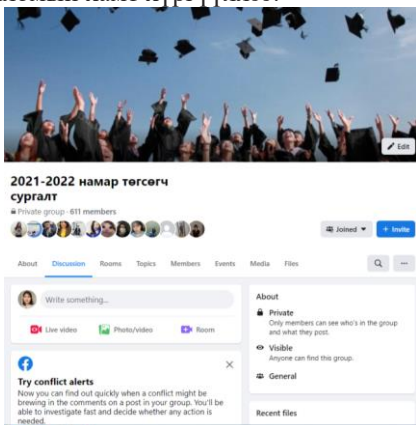 Edit
2021-2022 намар төгсөгч
сургалт
Private group · 611 members
Joined
+ Invite
About Discussion Rooms Topics Members Events Media Files
Write something...
Live video Photo/video Room
Try conflict alerts
Now you can find out quickly when a conflict might be
brewing in the comments on a post in your group. You'll be
able to investigate fast and decide whether any action is
needed.
About
Private
Only members can see who's in the group
and what they post.
Visible
Anyone can find this group.
General
Recent files